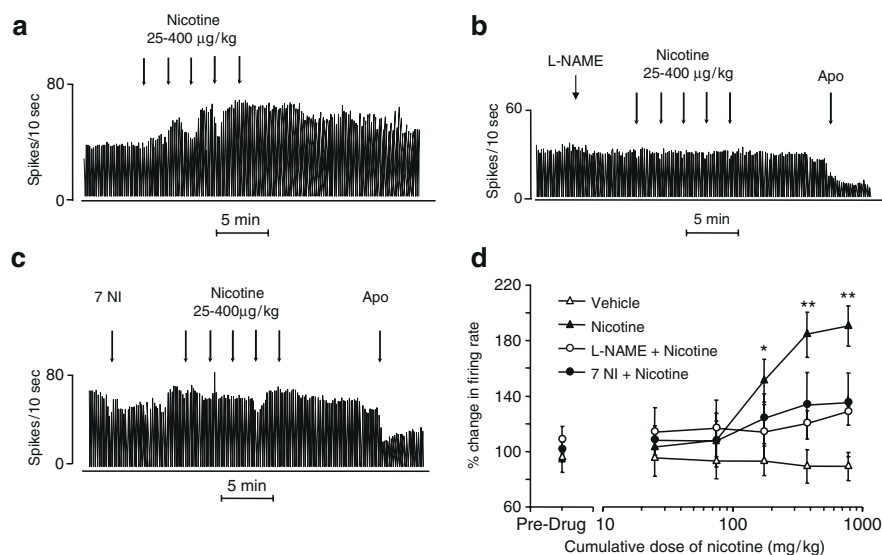 a
Nicotine
25-400 μg/kg
80
0
Spikes/10 sec
5 min
b
L-NAME
Nicotine
25-400 μg/kg
Apo
60
0
Spikes/10 sec
5 min
c
7 NI
Nicotine
25-400μg/kg
Apo
80
0
Spikes/10 sec
5 min
d
220
180
140
100
60
% change in firing rate
Vehicle
Nicotine
L-NAME + Nicotine
7 NI + Nicotine
*
**
**
Pre-Drug
10
100
1000
Cumulative dose of nicotine (mg/kg)